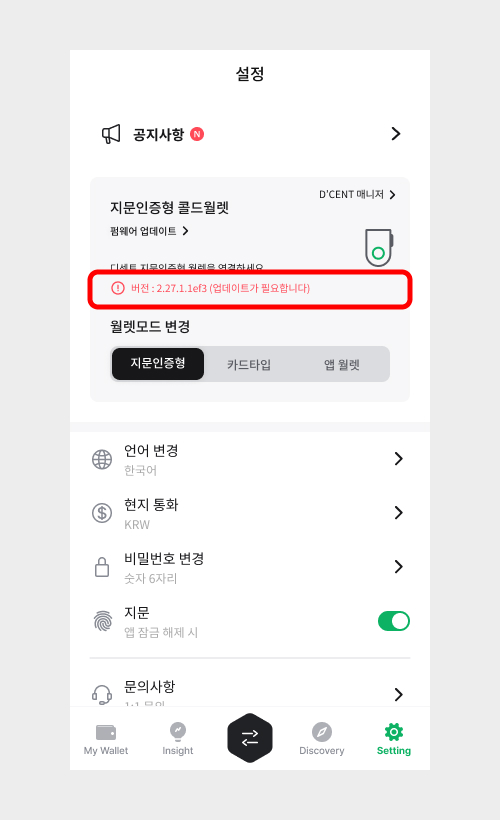 설정
공지사항 N
D'CENT 매니저
지문인증형 콜드월렛
펌웨어 업데이트
디센트 지문인증형 월렛을 연결하세요
버전 : 2.27.1.1ef3 (업데이트가 필요합니다)
월렛모드 변경
지문인증형 카드타입 앱 월렛
언어 변경
한국어
현지 통화
KRW
비밀번호 변경
숫자 6자리
지문
앱 잠금 해제 시
문의사항
1:1 문의
My Wallet Insight Discovery Setting